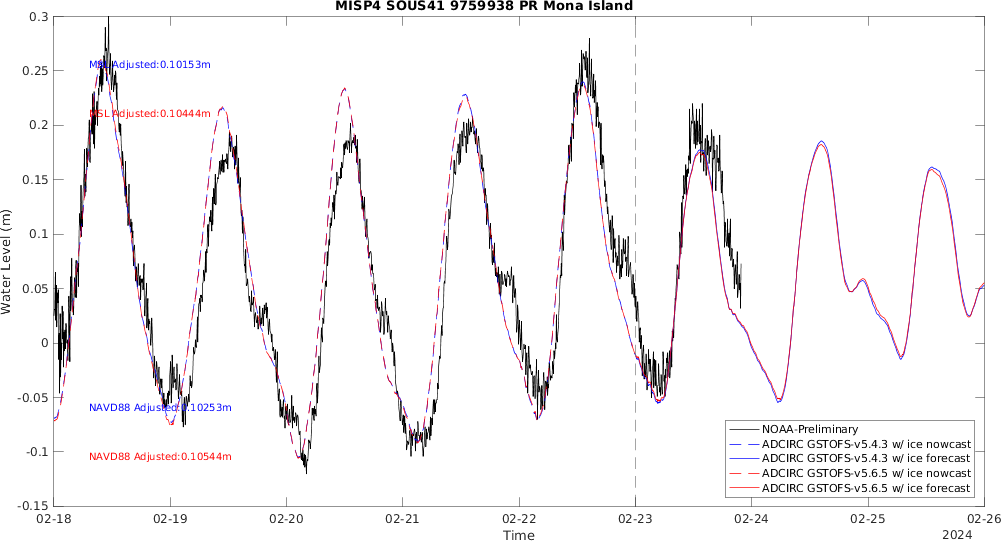 MISP4 SOUS41 9759938 PR Mona Island
Water Level (m)
0.3
0.25
0.2
0.15
0.1
0.05
0
-0.05
-0.1
-0.15
MSL Adjusted:0.10153m
MSL Adjusted:0.10444m
NAVD88 Adjusted:0.10253m
NAVD88 Adjusted:0.10544m
NOAA-Preliminary
ADCIRC GSTOFS-v5.4.3 w/ ice nowcast
ADCIRC GSTOFS-v5.4.3 w/ ice forecast
ADCIRC GSTOFS-v5.6.5 w/ ice nowcast
ADCIRC GSTOFS-v5.6.5 w/ ice forecast
02-18 02-19 02-20 02-21 02-22 02-23 02-24 02-25 02-26
Time
2024